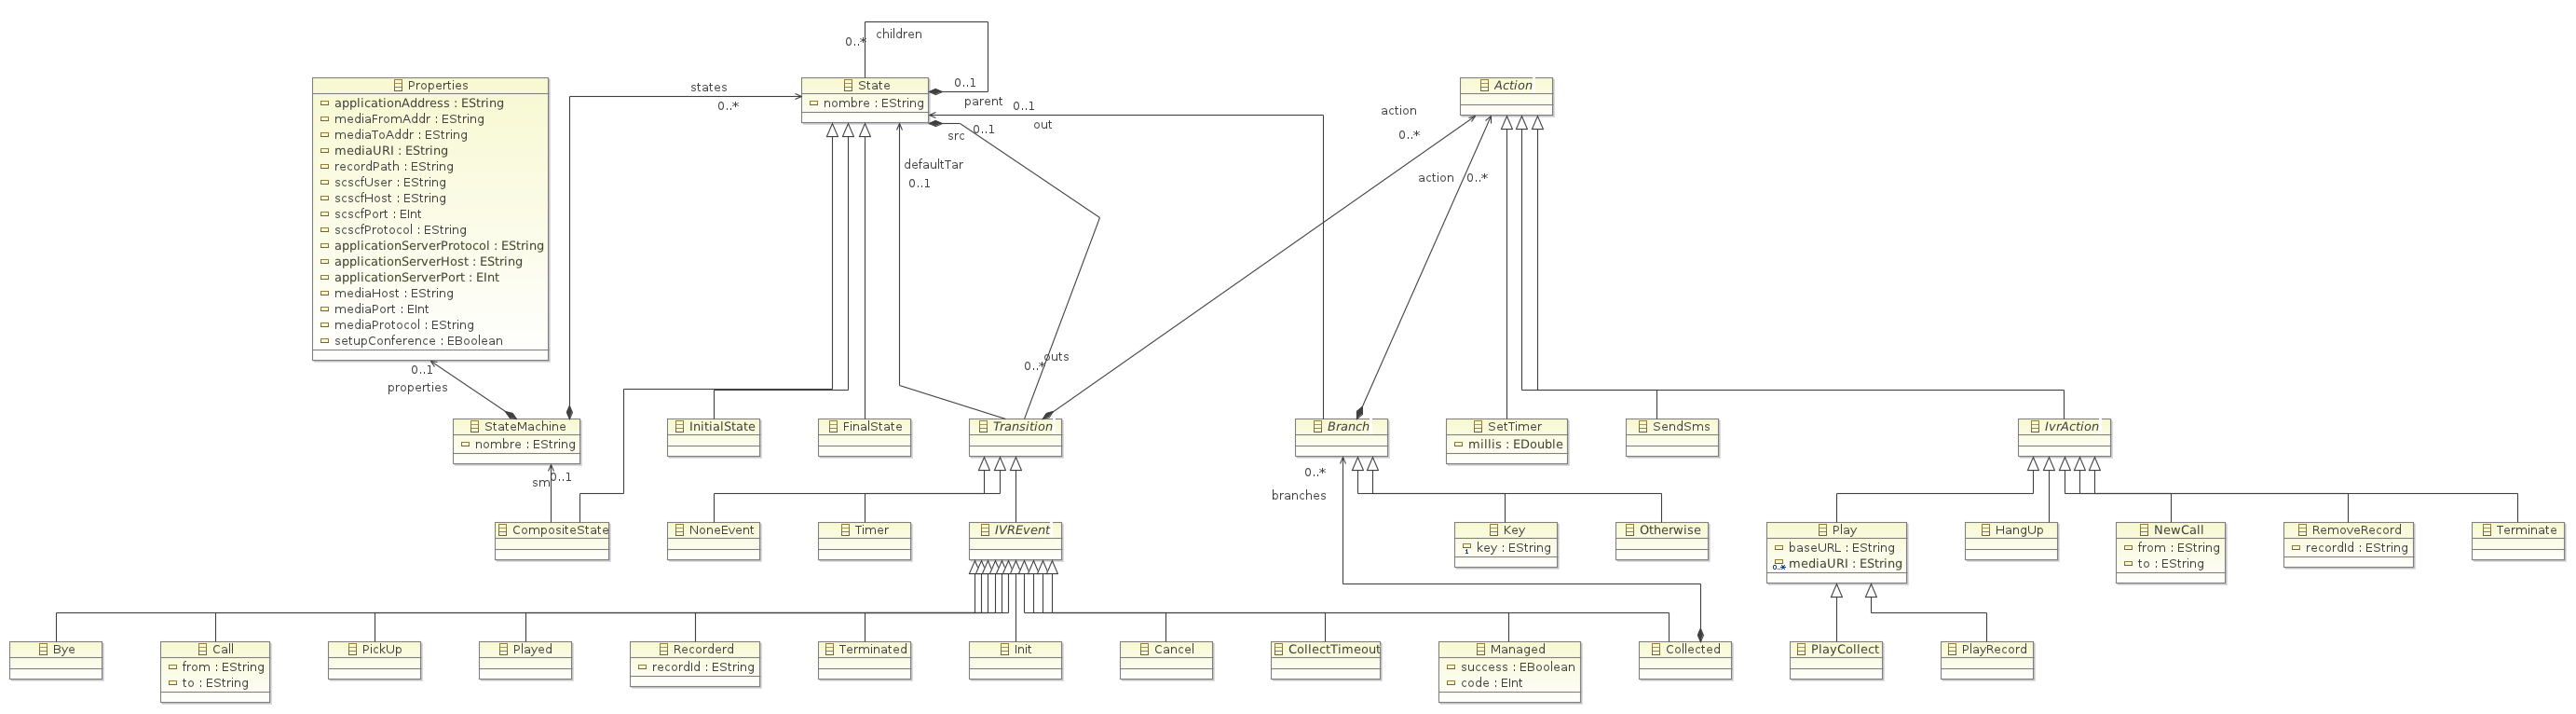 children
0..*
0..1
parent
Properties
applicationAddress : EString
mediaFromAddr : EString
mediaToAddr : EString
mediaURI : EString
recordPath : EString
scscfUser : EString
scscfHost : EString
scscfPort : EInt
scscfProtocol : EString
applicationServerProtocol : EString
applicationServerHost : EString
applicationServerPort : EInt
mediaHost : EString
mediaPort : EInt
mediaProtocol : EString
setupConference : EBoolean
states
0..*
State
nombre : EString
0..1
out
src
0..1
defaultTar
0..1
Action
action
0..*
action
0..*
outs
0..*
0..1
properties
StateMachine
nombre : EString
InitialState
FinalState
Transition
Branch
SetTimer
millis : EDouble
SendSms
IvrAction
sm
0..1
0..*
branches
CompositeState
NoneEvent
Timer
IVREvent
Key
1
key : EString
Otherwise
Play
baseURL : EString
0..*
mediaURI : EString
HangUp
NewCall
from : EString
to : EString
RemoveRecord
recordId : EString
Terminate
Bye
Call
from : EString
to : EString
PickUp
Played
Recorderd
recordId : EString
Terminated
Init
Cancel
CollectTimeout
Managed
success : EBoolean
code : EInt
Collected
PlayCollect
PlayRecord